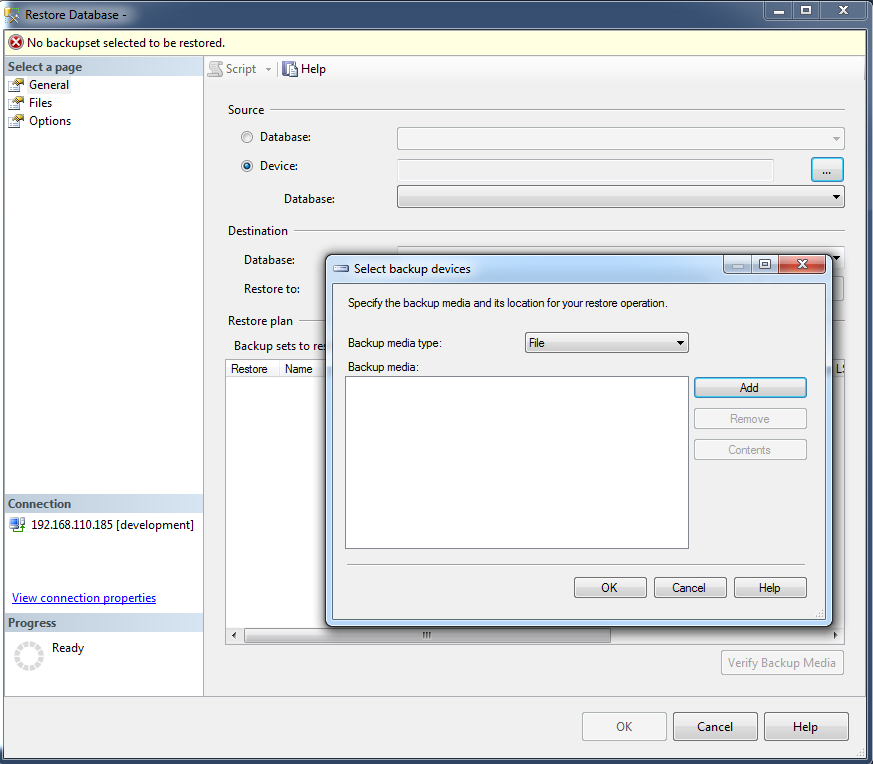 Restore Database -
No backupset selected to be restored.
Select a page
General
Files
Options
Script
Help
Source
Database:
Device:
...
Database:
Destination
Database:
Restore to:
Restore plan
Backup sets to res
Restore Name
Select backup devices
Specify the backup media and its location for your restore operation.
Backup media type:
File
Backup media:
Add
Remove
Contents
OK Cancel Help
Connection
192.168.110.185 [development]
View connection properties
Progress
Ready
Verify Backup Media
OK Cancel Help